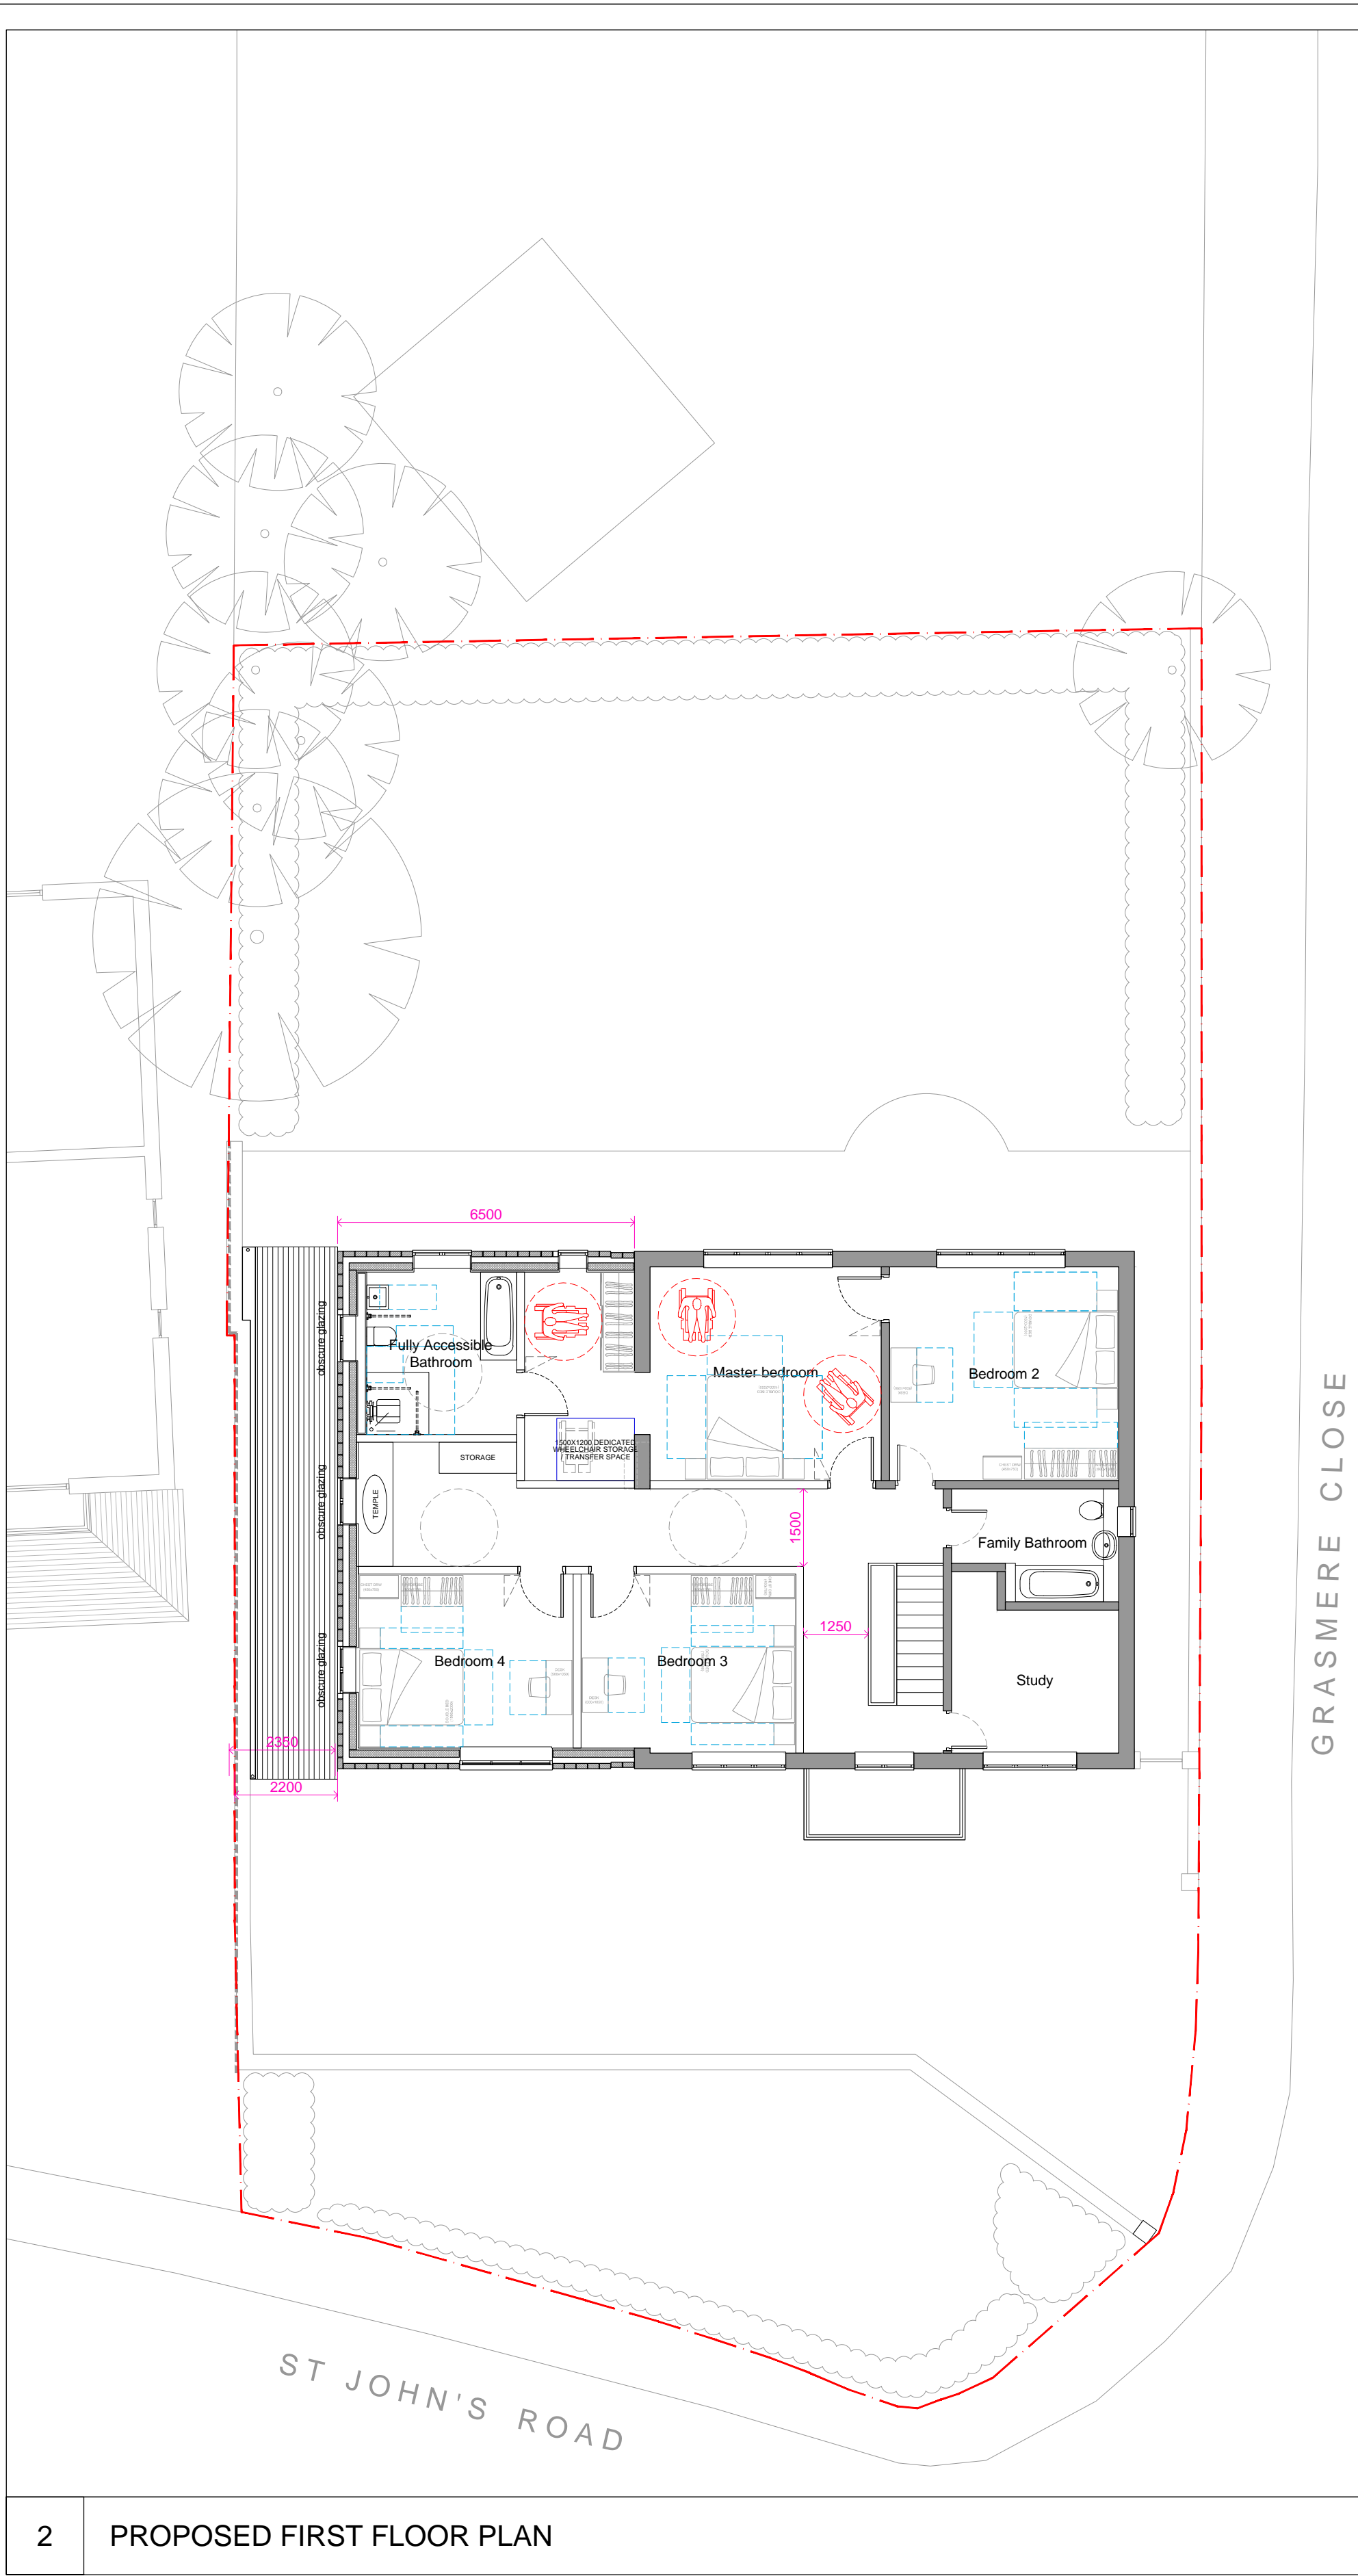 6500
obscure glazing
Fully Accessible
Bathroom
Master bedroom
Bedroom 2
1500X1200 DEDICATED
WHEELCHAIR STORAGE
/ TRANSFER SPACE
STORAGE
TEMPLE
obscure glazing
1500
Family Bathroom
GRASMERE CLOSE
1250
obscure glazing
Bedroom 4
Bedroom 3
Study
2350
2200
ST JOHN'S ROAD
2 PROPOSED FIRST FLOOR PLAN